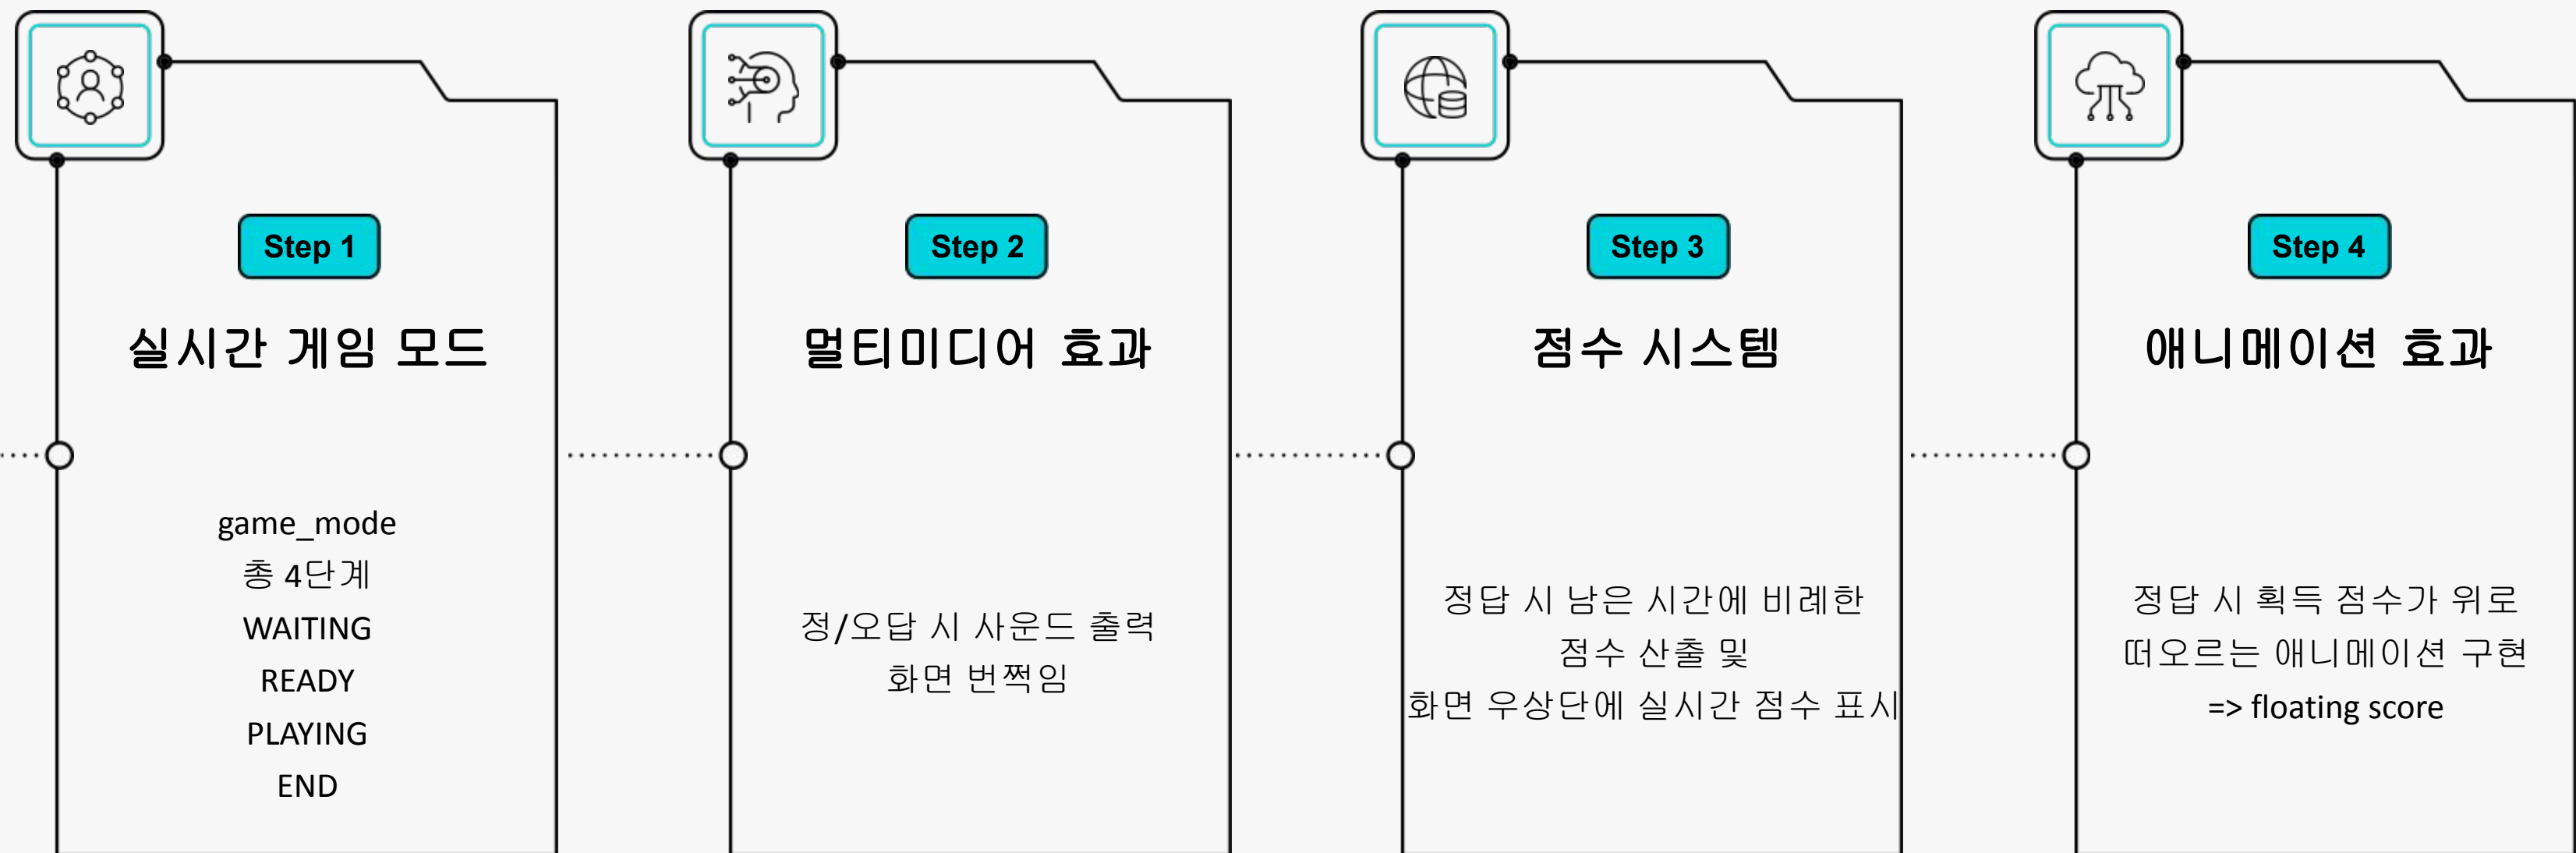 Step 1
실시간 게임 모드
game_mode
총 4단계
WAITING
READY
PLAYING
END
Step 2
멀티미디어 효과
정/오답 시 사운드 출력
화면 번쩍임
Step 3
점수 시스템
정답 시 남은 시간에 비례한
점수 산출 및
화면 우상단에 실시간 점수 표시
Step 4
애니메이션 효과
정답 시 획득 점수가 위로
떠오르는 애니메이션 구현
=> floating score